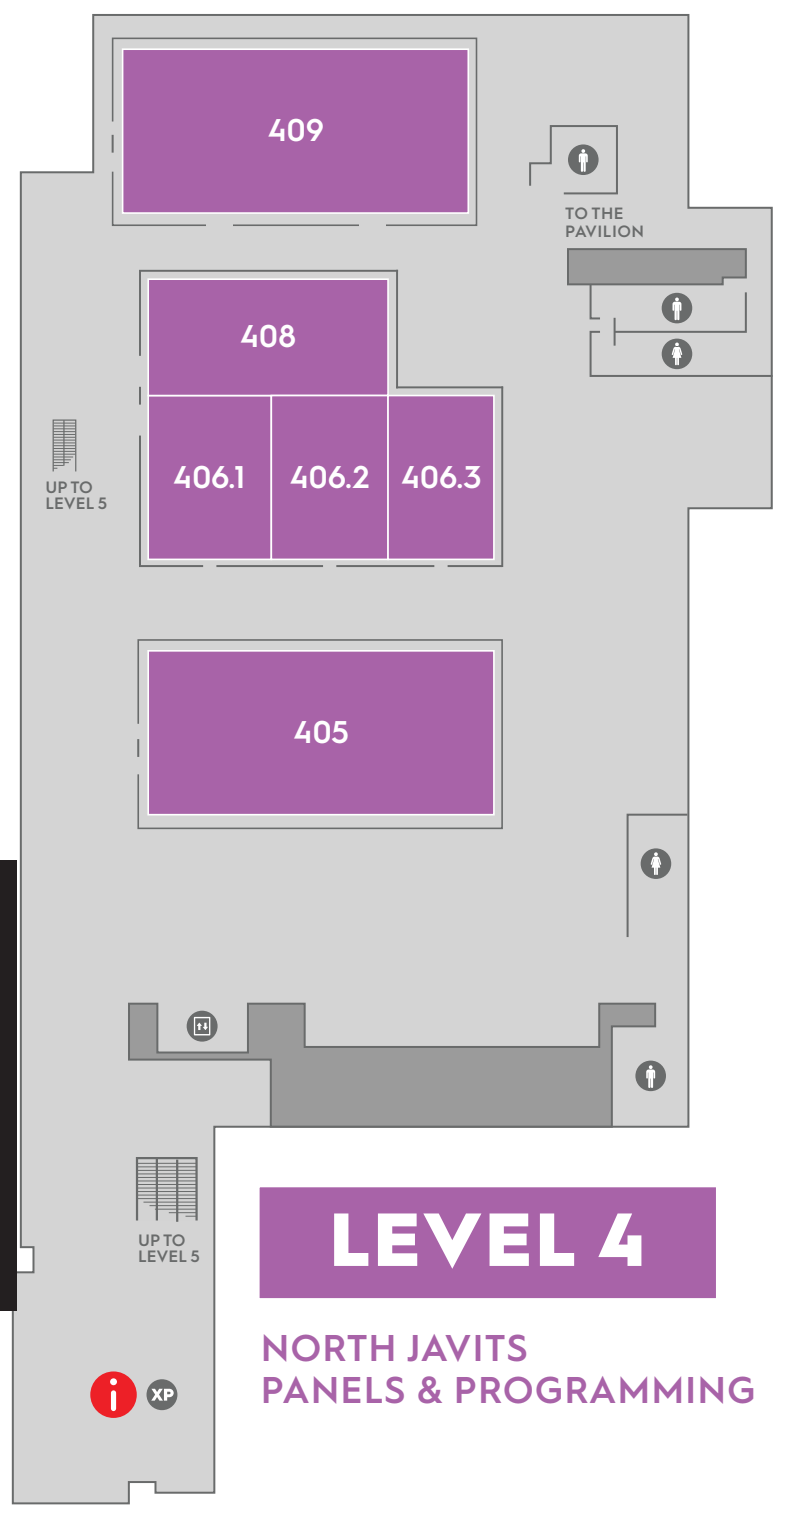 409
TO THE
PAVILION
408
406.1
406.2
406.3
UP TO
LEVEL 5
405
UP TO
LEVEL 5
LEVEL 4
NORTH JAVITS
PANELS & PROGRAMMING
i
XP